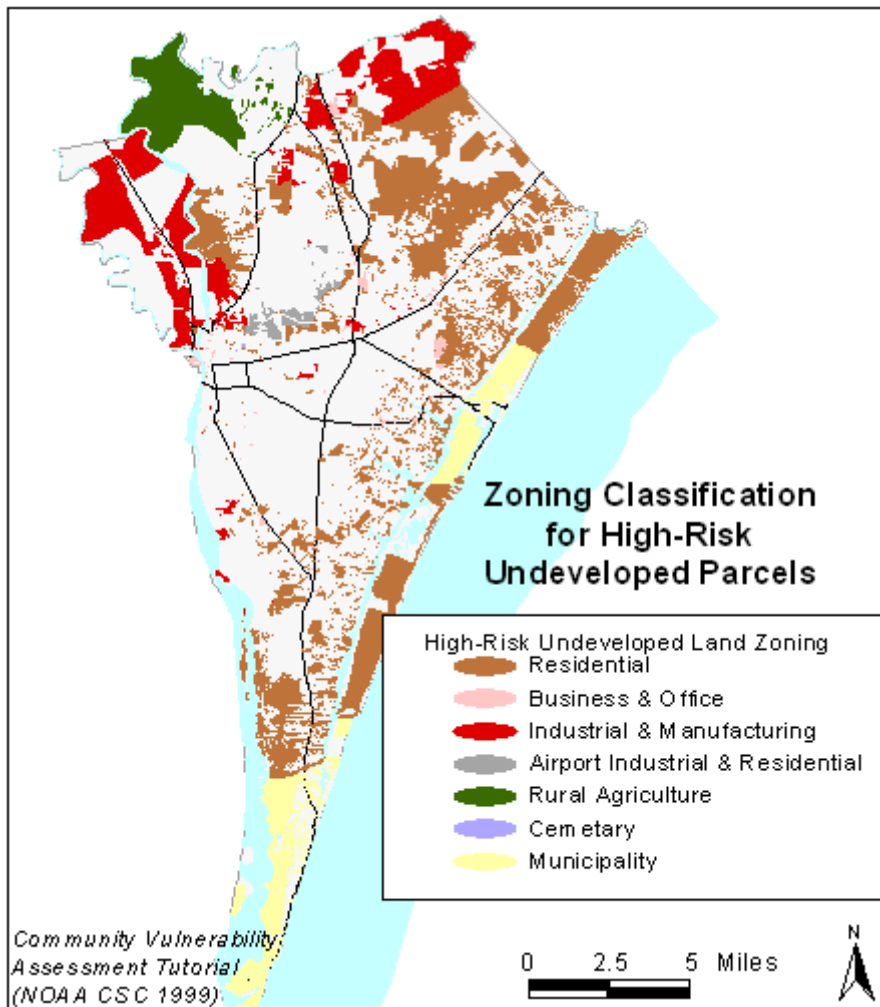 Zoning Classification
for High-Risk
Undeveloped Parcels
High-Risk Undeveloped Land Zoning
Residential
Business & Office
Industrial & Manufacturing
Airport Industrial & Residential
Rural Agriculture
Cemetary
Municipality
Community Vulnerability
Assessment Tutorial
(NOAA CSC 1999)
0 2.5 5 Miles
N